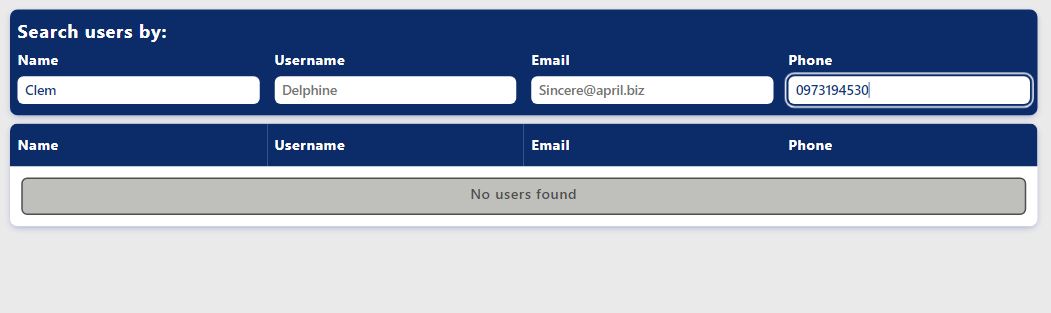 Search users by:
Name Username Email Phone
Clem Delphine Sincere@april.biz 0973194530
Name Username Email Phone
No users found